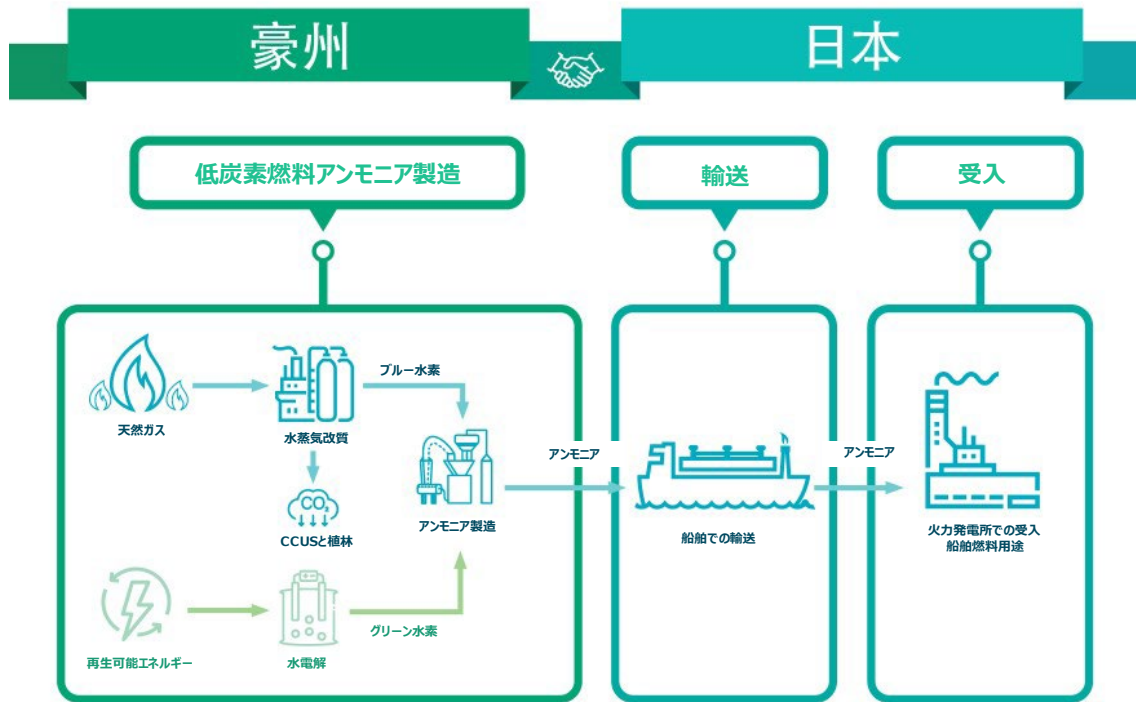 豪州
日本
低炭素燃料アンモニア製造
輸送
受入
天然ガス
水蒸気改質
ブルー水素
CO₂
CCUSと植林
アンモニア製造
再生可能エネルギー
水電解
グリーン水素
アンモニア
船舶での輸送
アンモニア
火力発電所での受入
船舶燃料用途